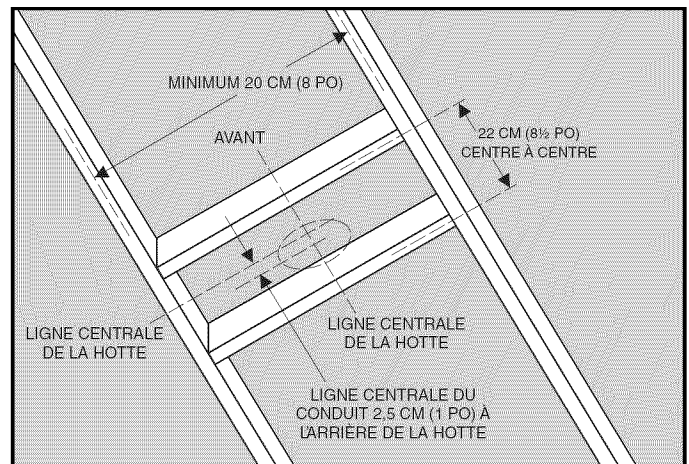 MINIMUM 20 CM (8 PO)
AVANT
22 CM (8½ PO)
CENTRE À CENTRE
LIGNE CENTRALE
DE LA HOTTE
LIGNE CENTRALE
DE LA HOTTE
LIGNE CENTRALE DU
CONDUIT 2,5 CM (1 PO) À
L'ARRIÈRE DE LA HOTTE